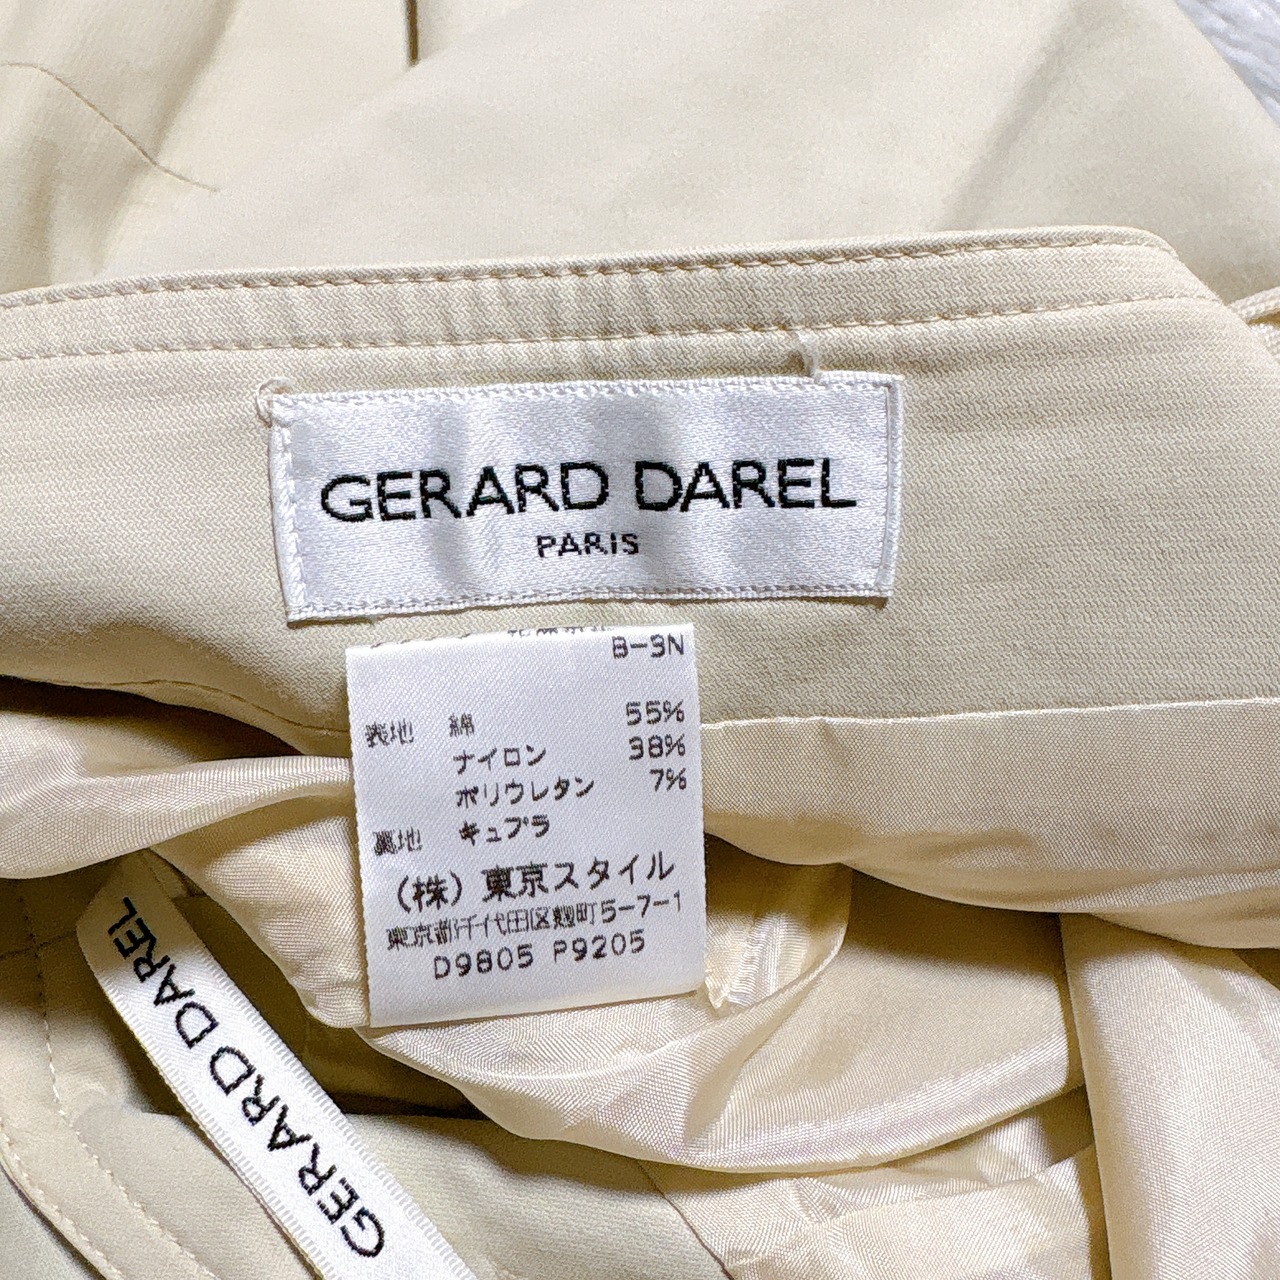 GERARD DAREL
PARIS
B-9N
表地 綿 55%
ナイロン 38%
ポリウレタン 7%
裏地 キュプラ
(株) 東京スタイル
東京都千代田区麹町5-7-1
D9805 P9205
GERARD DAREL